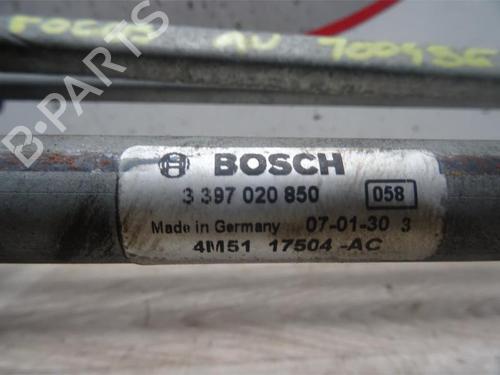 FOCUS AV 1004SE
B-PARTS
BOSCH
3 397 020 850 058
Made in Germany 07-01-30 3
4M51 17504-AC